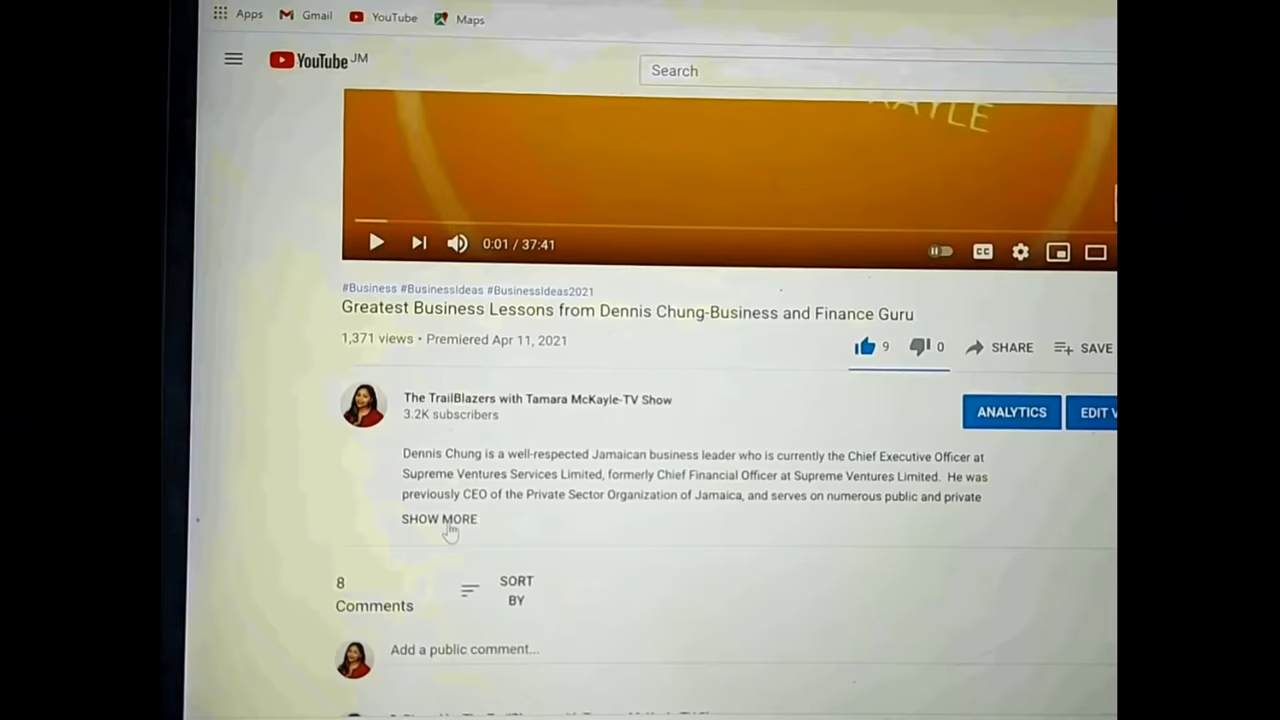 Apps Gmail YouTube Maps
YouTube JM
Search
KAYLE
0:01 / 37:41
CC
#Business #BusinessIdeas #BusinessIdeas2021
Greatest Business Lessons from Dennis Chung-Business and Finance Guru
1,371 views • Premiered Apr 11, 2021
9 0 SHARE SAVE
The TrailBlazers with Tamara McKayle-TV Show
3.2K subscribers
ANALYTICS EDIT V
Dennis Chung is a well-respected Jamaican business leader who is currently the Chief Executive Officer at
Supreme Ventures Services Limited, formerly Chief Financial Officer at Supreme Ventures Limited. He was
previously CEO of the Private Sector Organization of Jamaica, and serves on numerous public and private
SHOW MORE
8
Comments
SORT
BY
Add a public comment...